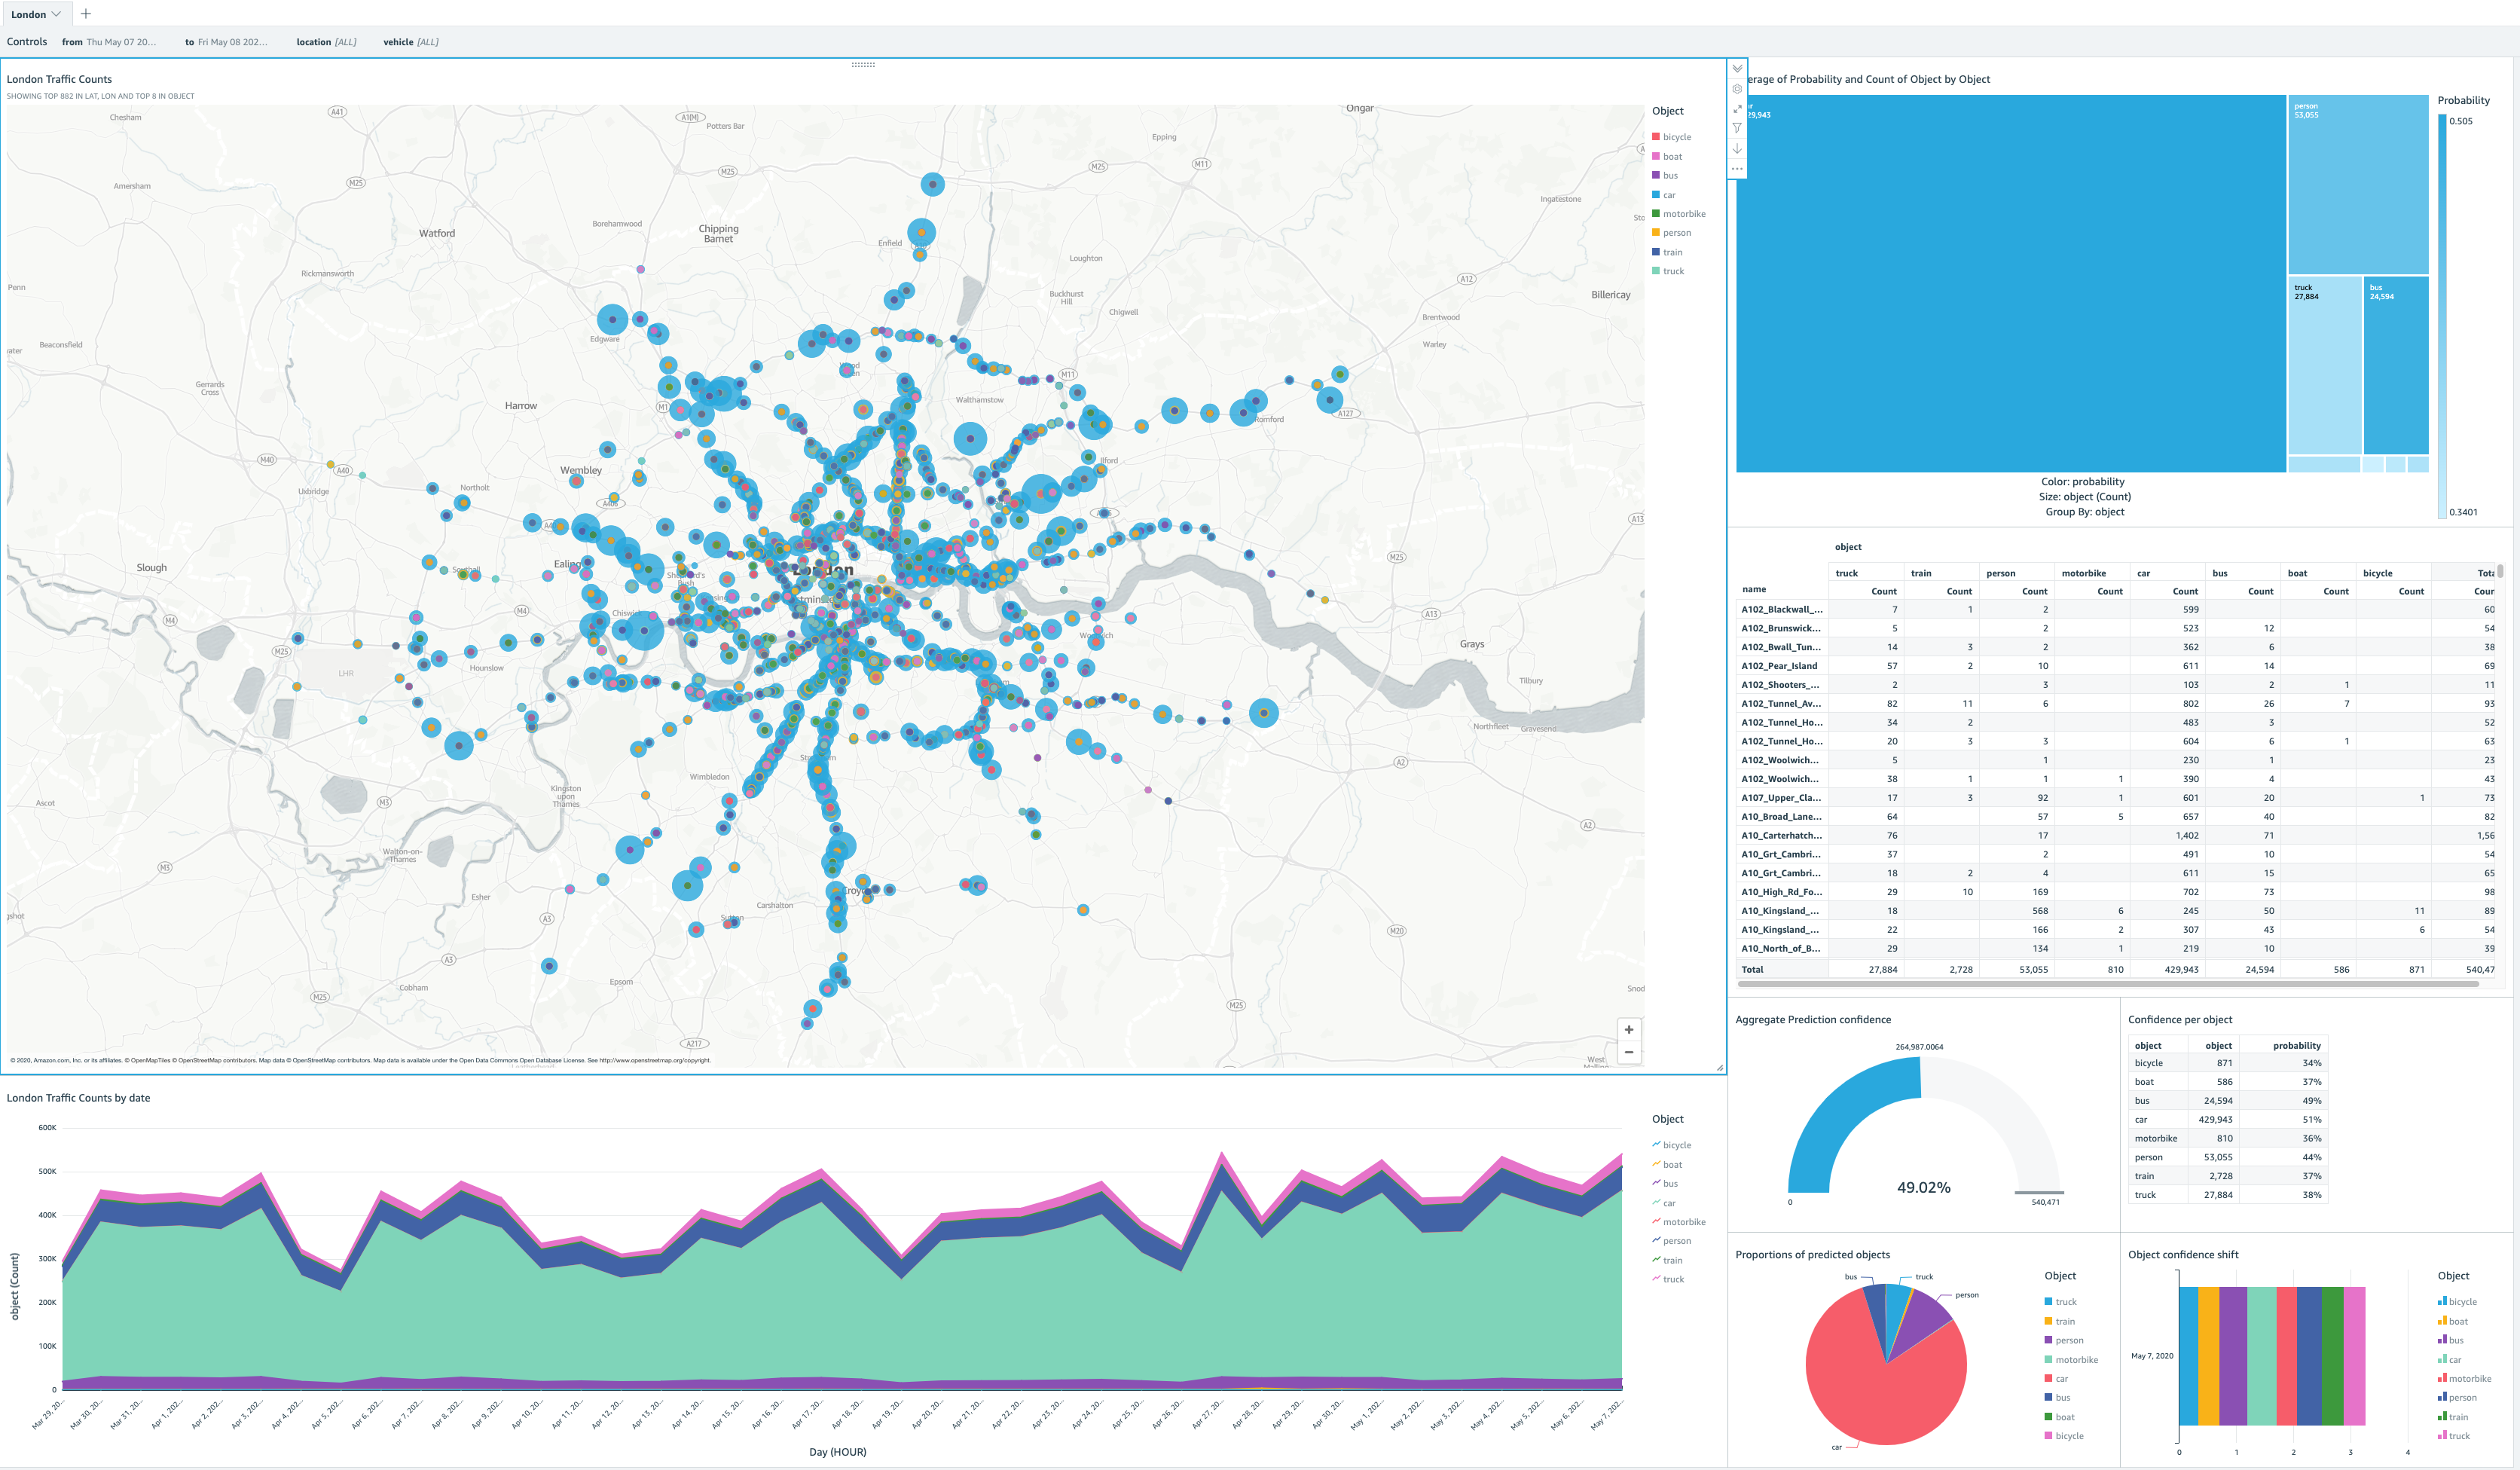 London
Controls from Thu May 07 20... to Fri May 08 202... location [ALL] vehicle [ALL]
London Traffic Counts
SHOWING TOP 882 IN LAT, LON AND TOP 8 IN OBJECT
Chesham
A41
A1(M)
Potters Bar
Ongar
Epping
M25
M11
M25
M25
Amersham
Ingatestone
Borehamwood
Chipping
Barnet
Watford
Enfield
Loughton
Rickmansworth
A12
Penn
Buckhurst
Hill
Billericay
Chigwell
Brentwood
Edgware
Beaconsfield
Warley
Gerrards
Cross
M11
Walthamstow
Harrow
M1
A127
Romford
M40
A40
Wembley
Ilford
Uxbridge
Northolt
M25
Slough
Ealing
London
Southall
M4
Chiswick
M4
A13
M25
Hounslow
LHR
Grays
Tilbury
Northfleet
Gravesend
Wimbledon
A2
Kingston
upon
Thames
Ascot
M3
A2
Walton-on-
-Thames
M3
Esher
Carshalton
Sutton
A3
M20
A3
Epsom
Cobham
M25
M25
A217
West
© 2020, Amazon.com, Inc. or its affiliates. © OpenMapTiles © OpenStreetMap contributors. Map data © OpenStreetMap contributors. Map data is available under the Open Data Commons Open Database License. See http://www.openstreetmap.org/copyright.
Object
bicycle
boat
bus
car
motorbike
person
train
truck
erage of Probability and Count of Object by Object
29,943
person
53,055
truck
27,884
bus
24,594
Probability
0.505
0.3401
Color: probability
Size: object (Count)
Group By: object
object
name truck train person motorbike car bus boat bicycle
Count Count Count Count Count Count Count Count
A102_Blackwall_... 7 1 2 599 60
A102_Brunswick... 5 2 523 12 54
A102_Bwall_Tun... 14 3 2 362 6 38
A102_Pear_Island 57 2 10 611 14 69
A102_Shooters_... 2 3 103 2 1 11
A102_Tunnel_Av... 82 11 6 802 26 7 93
A102_Tunnel_Ho... 34 2 483 3 52
A102_Tunnel_Ho... 20 3 3 604 6 1 63
A102_Woolwich... 5 1 230 1 23
A102_Woolwich... 38 1 1 1 390 4 43
A107_Upper_Cla... 17 3 92 1 601 20 1 73
A10_Broad_Lane... 64 57 5 657 40 82
A10_Carterhatch... 76 17 1,402 71 1,56
A10_Grt_Cambri... 37 2 491 10 54
A10_Grt_Cambri... 18 2 4 611 15 65
A10_High_Rd_Fo... 29 10 169 702 73 98
A10_Kingsland_... 18 568 6 245 50 11 89
A10_Kingsland_... 22 166 2 307 43 6 54
A10_North_of_B... 29 134 1 219 10 39
Total 27,884 2,728 53,055 810 429,943 24,594 586 871 540,47
Aggregate Prediction confidence
264,987.0064
49.02%
0
540,471
Confidence per object
object object probability
bicycle 871 34%
boat 586 37%
bus 24,594 49%
car 429,943 51%
motorbike 810 36%
person 53,055 44%
train 2,728 37%
truck 27,884 38%
London Traffic Counts by date
600K
500K
400K
300K
200K
100K
0
object (Count)
Mar 29, 20... Mar 30, 20... Mar 31, 20... Apr 1, 202... Apr 2, 202... Apr 3, 202... Apr 4, 202... Apr 5, 202... Apr 6, 202... Apr 7, 202... Apr 8, 202... Apr 9, 202... Apr 10, 20... Apr 11, 20... Apr 12, 20... Apr 13, 20... Apr 14, 20... Apr 15, 20... Apr 16, 20... Apr 17, 20... Apr 18, 20... Apr 19, 20... Apr 20, 20... Apr 21, 20... Apr 22, 20... Apr 23, 20... Apr 24, 20... Apr 25, 20... Apr 26, 20... Apr 27, 20... Apr 28, 20... Apr 29, 20... Apr 30, 20... May 1, 202... May 2, 202... May 3, 202... May 4, 202... May 5, 202... May 6, 202... May 7, 202...
Day (HOUR)
Object
bicycle
boat
bus
car
motorbike
person
train
truck
Proportions of predicted objects
bus
truck
person
car
Object
truck
train
person
motorbike
car
bus
boat
bicycle
Object confidence shift
May 7, 2020
0 1 2 3 4
Object
bicycle
boat
bus
car
motorbike
person
train
truck